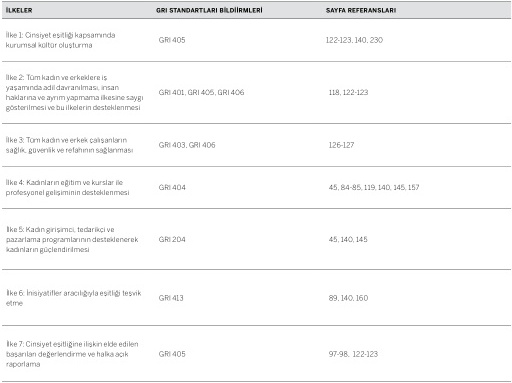 İLKELER GRI STANDARTLARI BİLDİİRMLERİ SAYFA REFERANSLARI
İlke 1: Cinsiyet eşitliği kapsamında
kurumsal kültür oluşturma
GRI 405
122-123, 140, 230
İlke 2: Tüm kadın ve erkeklere iş
yaşamında adil davranılması, insan
haklarına ve ayrım yapmama ilkesine saygı
gösterilmesi ve bu ilkelerin desteklenmesi
GRI 401, GRI 405, GRI 406
118, 122-123
İlke 3: Tüm kadın ve erkek çalışanların
sağlık, güvenlik ve refahının sağlanması
GRI 403, GRI 406
126-127
İlke 4: Kadınların eğitim ve kurslar ile
profesyonel gelişiminin desteklenmesi
GRI 404
45, 84-85, 119, 140, 145, 157
İlke 5: Kadın girişimci, tedarikçi ve
pazarlama programlarının desteklenerek
kadınların güçlendirilmesi
GRI 204
45, 140, 145
İlke 6: İnisiyatifler aracılığıyla eşitliği teşvik
etme
GRI 413
89, 140, 160
İlke 7: Cinsiyet eşitliğine ilişkin elde edilen
başarıları değerlendirme ve halka açık
raporlama
GRI 405
97-98, 122-123